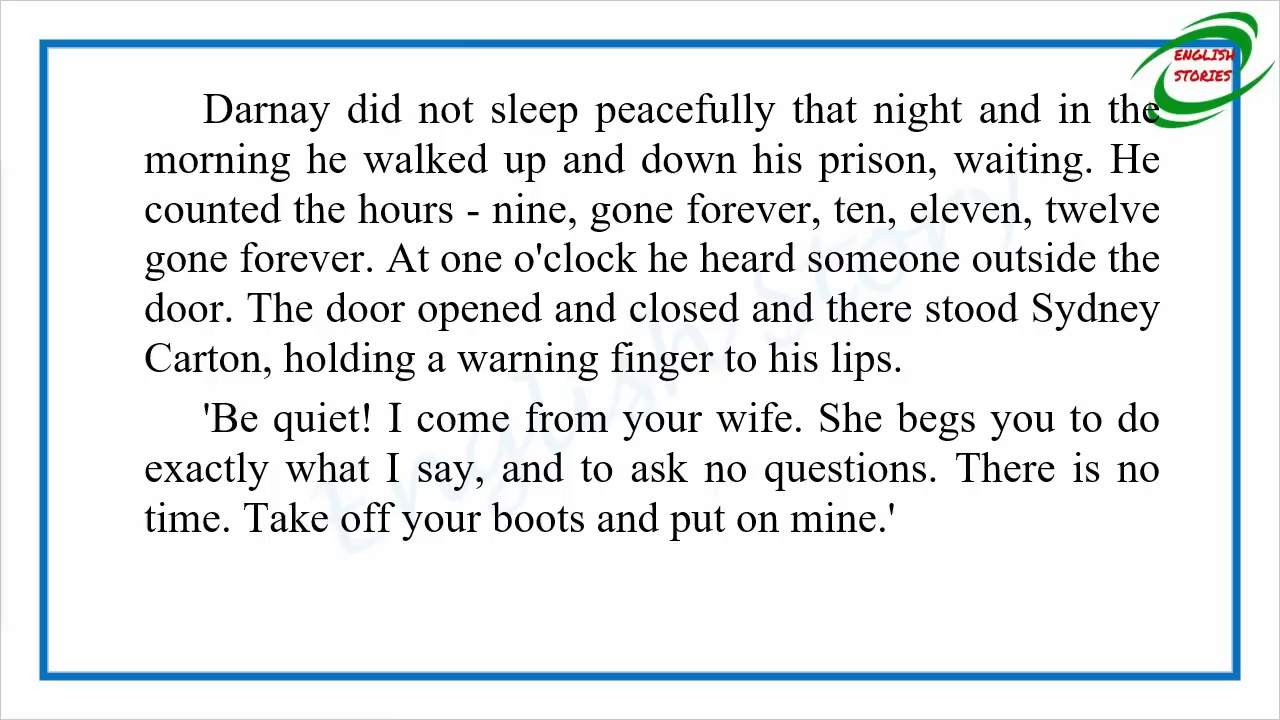 ENGLISH
STORIES
Darnay did not sleep peacefully that night and in the
morning he walked up and down his prison, waiting. He
counted the hours - nine, gone forever, ten, eleven, twelve
gone forever. At one o'clock he heard someone outside the
door. The door opened and closed and there stood Sydney
Carton, holding a warning finger to his lips.
'Be quiet! I come from your wife. She begs you to do
exactly what I say, and to ask no questions. There is no
time. Take off your boots and put on mine.'
English Story